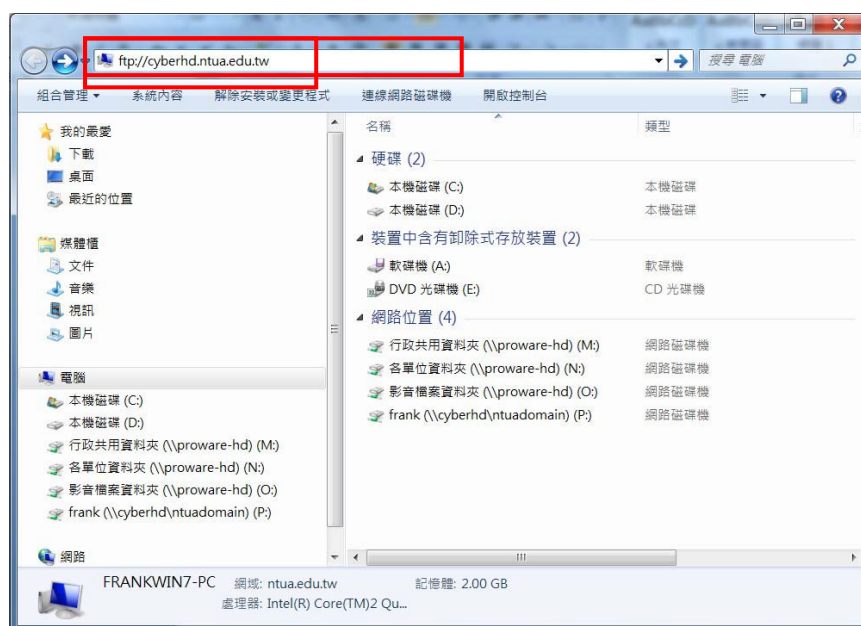 ftp://cyberhd.ntua.edu.tw
搜尋 電腦
組合管理 系統內容 解除安裝或變更程式 連線網路磁碟機 開啟控制台
我的最愛
下載
桌面
最近的位置
媒體櫃
文件
音樂
視訊
圖片
電腦
本機磁碟 (C:)
本機磁碟 (D:)
行政共用資料夾 (\\proware-hd) (M:)
各單位資料夾 (\\proware-hd) (N:)
影音檔案資料夾 (\\proware-hd) (O:)
frank (\\cyberhd\ntuadomain) (P:)
網路
名稱 類型
硬碟 (2)
本機磁碟 (C:) 本機磁碟
本機磁碟 (D:) 本機磁碟
裝置中含有卸除式存放裝置 (2)
軟碟機 (A:) 軟碟機
DVD 光碟機 (E:) CD 光碟機
網路位置 (4)
行政共用資料夾 (\\proware-hd) (M:) 網路磁碟機
各單位資料夾 (\\proware-hd) (N:) 網路磁碟機
影音檔案資料夾 (\\proware-hd) (O:) 網路磁碟機
frank (\\cyberhd\ntuadomain) (P:) 網路磁碟機
FRANKWIN7-PC 網域: ntua.edu.tw 記憶體: 2.00 GB
處理器: Intel(R) Core(TM)2 Qu...